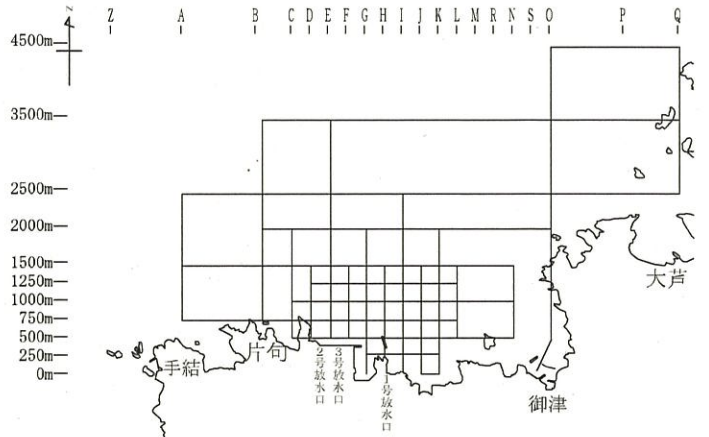 Z A B C D E F G H I J K L M R N S O P Q
N
4500m
3500m
2500m
2000m
1500m
1250m
1000m
750m
500m
250m
0m
大芦
片句
手結
2号放水口
3号放水口
1号放水口
御津